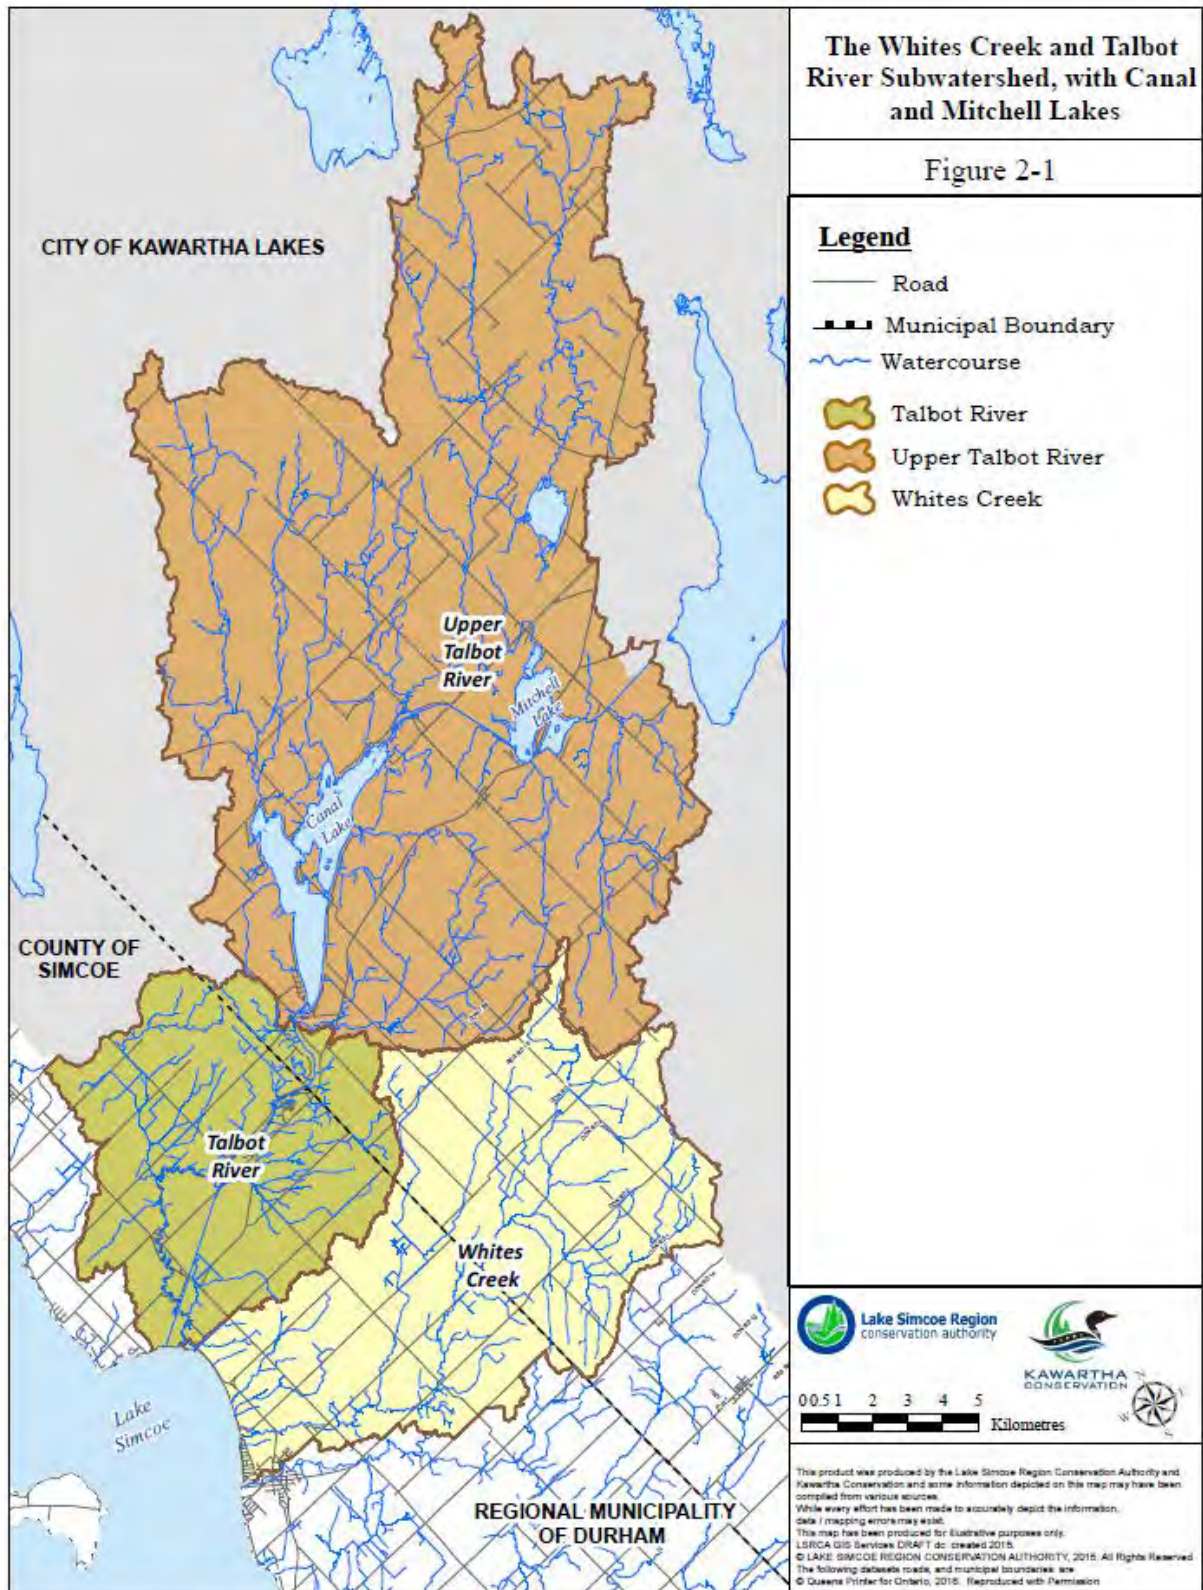 The Whites Creek and Talbot
River Subwatershed, with Canal
and Mitchell Lakes
Figure 2-1
Legend
Road
Municipal Boundary
Watercourse
Talbot River
Upper Talbot River
Whites Creek
CITY OF KAWARTHA LAKES
Upper
Talbot
River
Mitchell
Lake
Canal
Lake
COUNTY OF
SIMCOE
Talbot
River
Whites
Creek
Lake
Simcoe
REGIONAL MUNICIPALITY
OF DURHAM
Lake Simcoe Region
conservation authority
KAWARTHA
CONSERVATION
0 0.5 1 2 3 4 5
Kilometres
N
E
S
W
This product was produced by the Lake Simcoe Region Conservation Authority and
Kawartha Conservation and some information depicted on this map may have been
compiled from various sources.
While every effort has been made to accurately depict the information,
data / mapping errors may exist.
This map has been produced for illustrative purposes only.
LSRCA GIS Services DRAFT dc created 2015.
© LAKE SIMCOE REGION CONSERVATION AUTHORITY, 2015. All Rights Reserved
The following datasets roads, and municipal boundaries are
© Queens Printer for Ontario, 2015. Reproduced with Permission